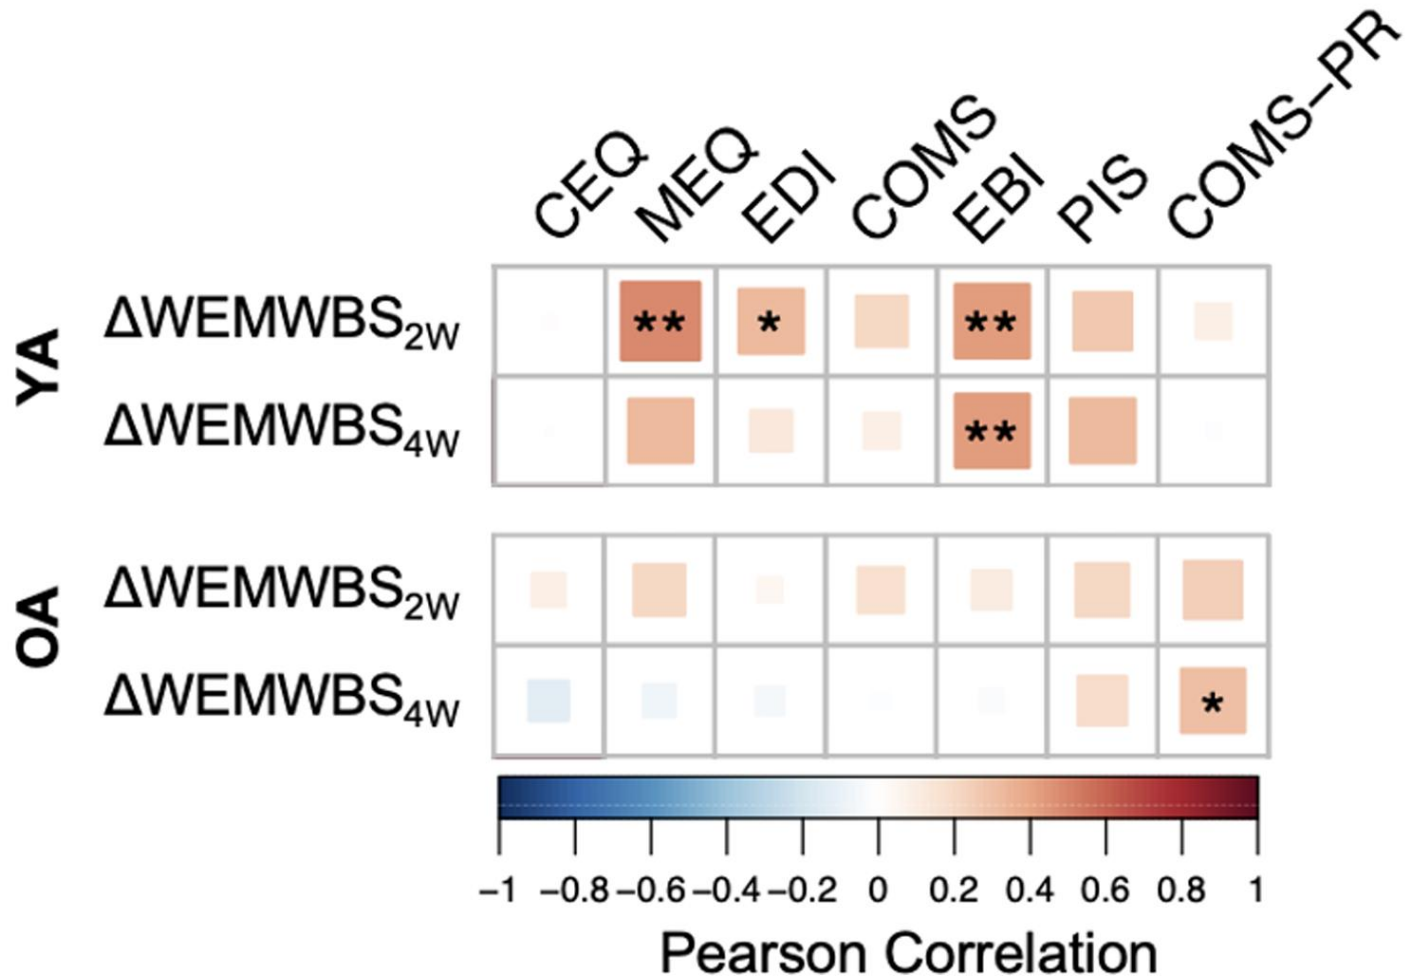 CEQ MEQ EDI COMS EBI PIS COMS–PR
YA
ΔWEMWBS2W ** * **
ΔWEMWBS4W **
OA
ΔWEMWBS2W
ΔWEMWBS4W *
−1 −0.8 −0.6 −0.4 −0.2 0 0.2 0.4 0.6 0.8 1
Pearson Correlation